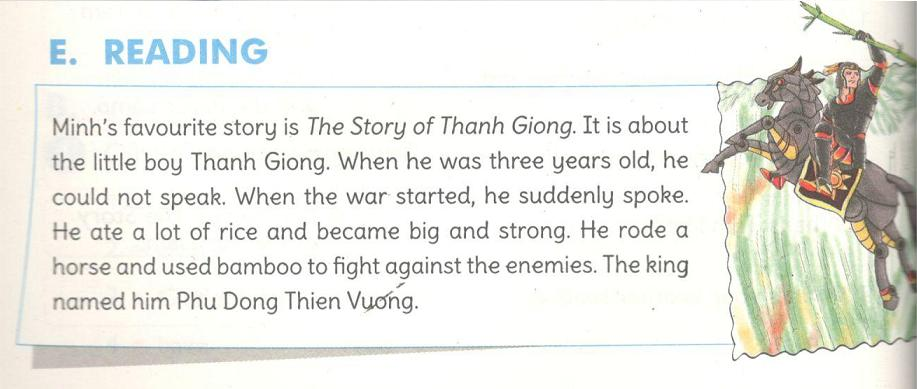 E. READING
Minh's favourite story is The Story of Thanh Giong. It is about
the little boy Thanh Giong. When he was three years old, he
could not speak. When the war started, he suddenly spoke.
He ate a lot of rice and became big and strong. He rode a
horse and used bamboo to fight against the enemies. The king
named him Phu Dong Thien Vuong.